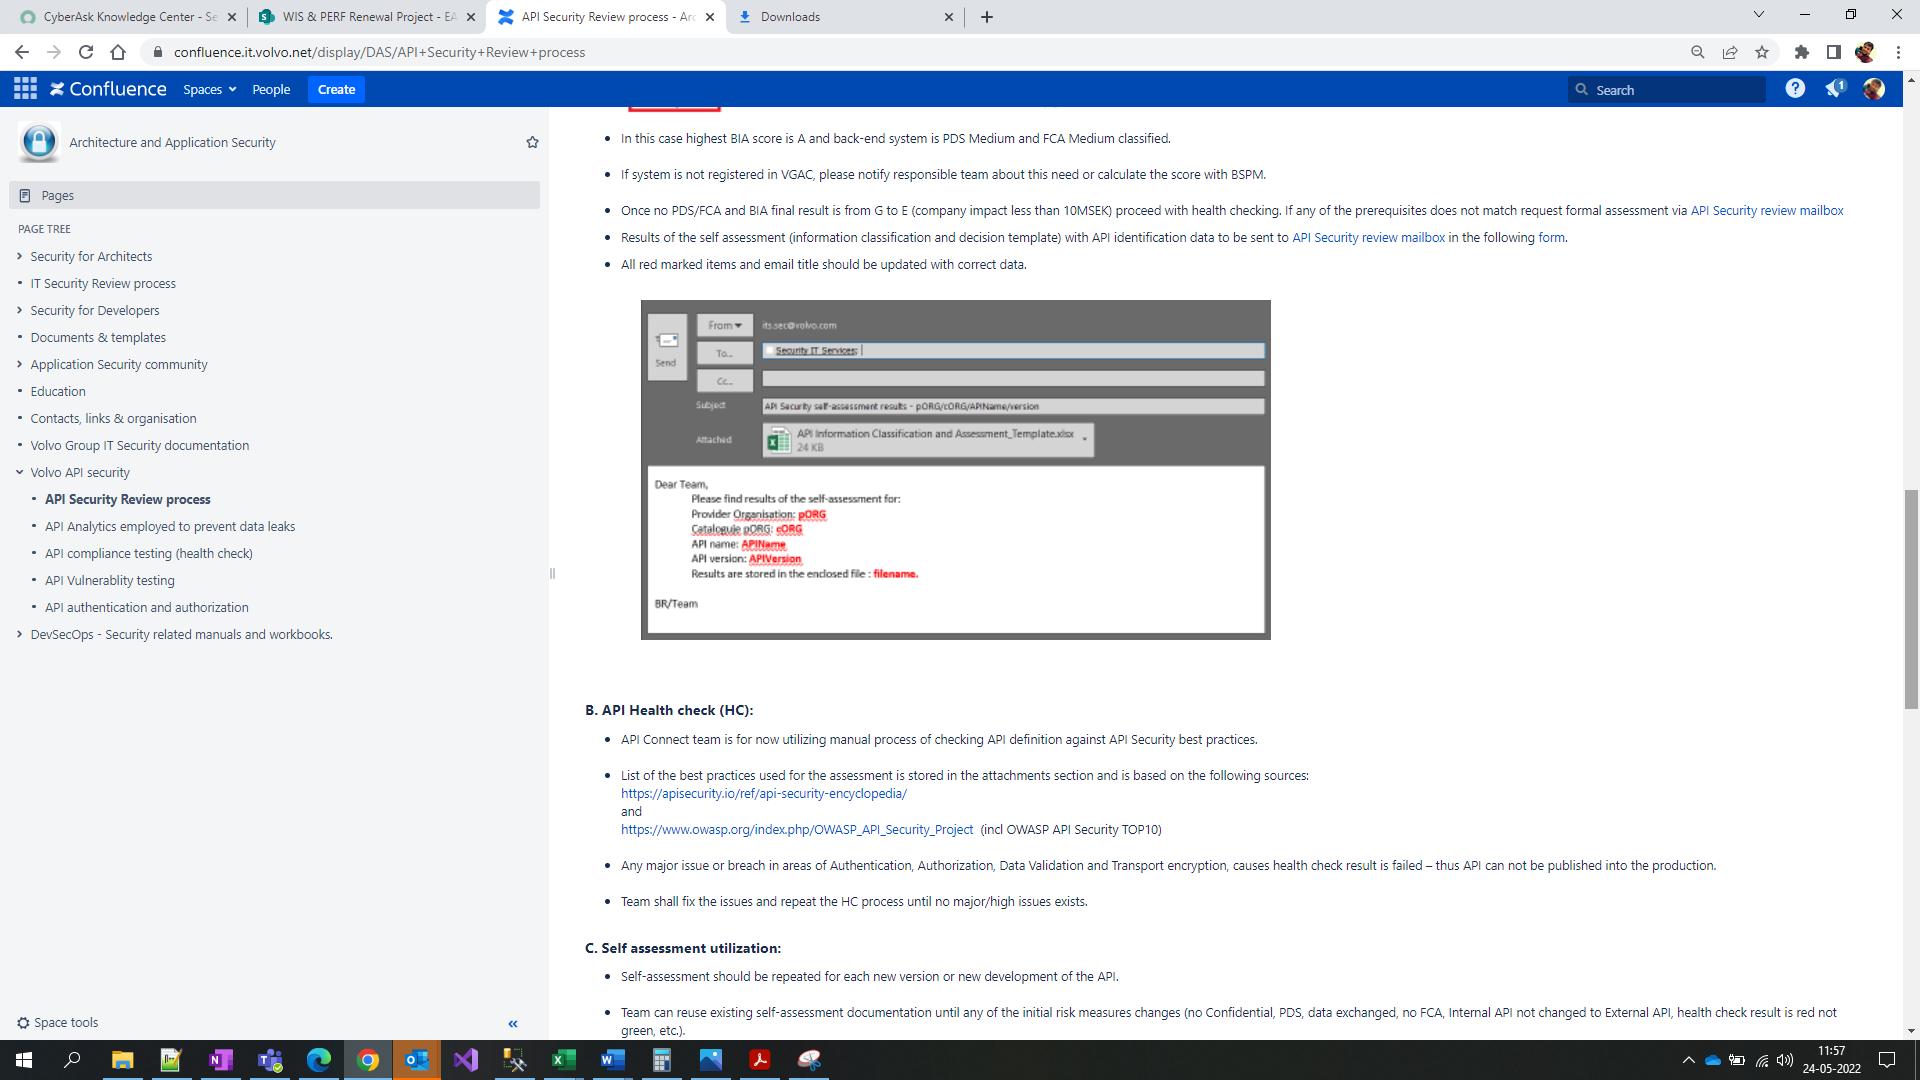 CyberAsk Knowledge Center - Se
WIS & PERF Renewal Project - EA
API Security Review process - Arc
Downloads
confluence.it.volvo.net/display/DAS/API+Security+Review+process
Confluence
Spaces
People
Create
Search
1
Architecture and Application Security
Pages
PAGE TREE
Security for Architects
IT Security Review process
Security for Developers
Documents & templates
Application Security community
Education
Contacts, links & organisation
Volvo Group IT Security documentation
Volvo API security
API Security Review process
API Analytics employed to prevent data leaks
API compliance testing (health check)
API Vulnerablity testing
API authentication and authorization
DevSecOps - Security related manuals and workbooks.
Space tools
In this case highest BIA score is A and back-end system is PDS Medium and FCA Medium classified.
If system is not registered in VGAC, please notify responsible team about this need or calculate the score with BSPM.
Once no PDS/FCA and BIA final result is from G to E (company impact less than 10MSEK) proceed with health checking. If any of the prerequisites does not match request formal assessment via API Security review mailbox
Results of the self assessment (information classification and decision template) with API identification data to be sent to API Security review mailbox in the following form.
All red marked items and email title should be updated with correct data.
Send
From
its.sec@volvo.com
To...
Security IT Services;
Cc...
Subject
API Security self-assessment results - pORG/cORG/APIName/version
Attached
API Information Classification and Assessment_Template.xlsx
24 KB
Dear Team,
Please find results of the self-assessment for:
Provider Organisation: pORG
Cataloguie pORG: cORG
API name: APIName
API version: APIVersion
Results are stored in the enclosed file : filename.
BR/Team
B. API Health check (HC):
API Connect team is for now utilizing manual process of checking API definition against API Security best practices.
List of the best practices used for the assessment is stored in the attachments section and is based on the following sources:
https://apisecurity.io/ref/api-security-encyclopedia/
and
https://www.owasp.org/index.php/OWASP_API_Security_Project (incl OWASP API Security TOP10)
Any major issue or breach in areas of Authentication, Authorization, Data Validation and Transport encryption, causes health check result is failed – thus API can not be published into the production.
Team shall fix the issues and repeat the HC process until no major/high issues exists.
C. Self assessment utilization:
Self-assessment should be repeated for each new version or new development of the API.
Team can reuse existing self-assessment documentation until any of the initial risk measures changes (no Confidential, PDS, data exchanged, no FCA, Internal API not changed to External API, health check result is red not
green, etc.).
11:57
24-05-2022